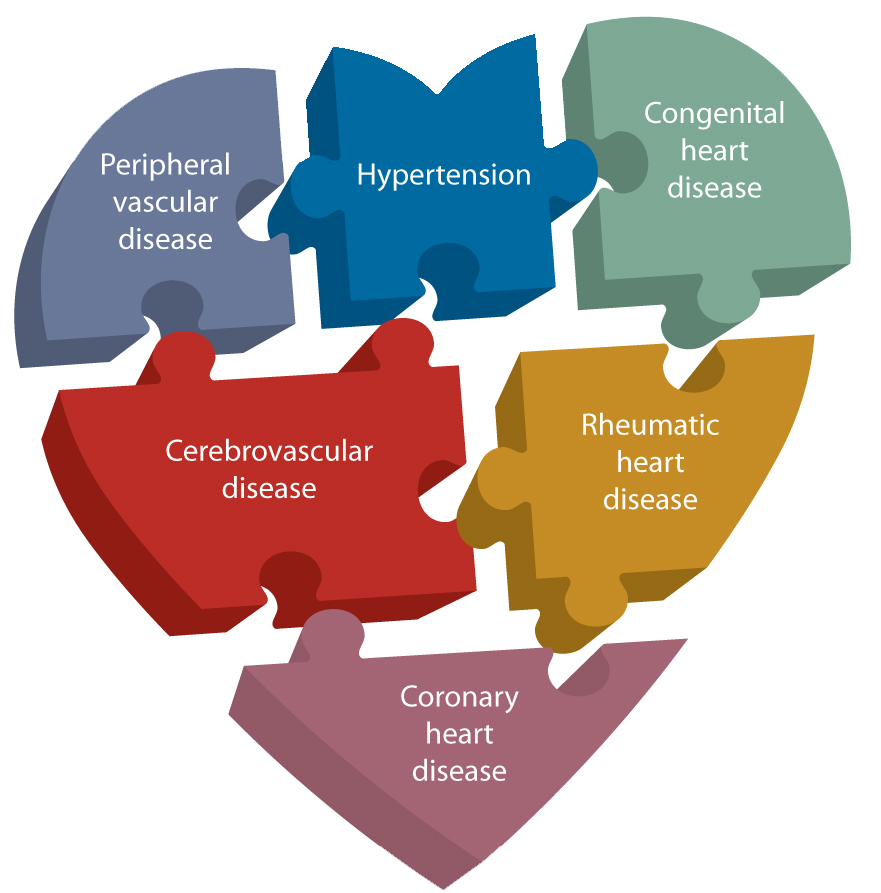 Peripheral
vascular
disease
Hypertension
Congenital
heart
disease
Cerebrovascular
disease
Rheumatic
heart
disease
Coronary
heart
disease